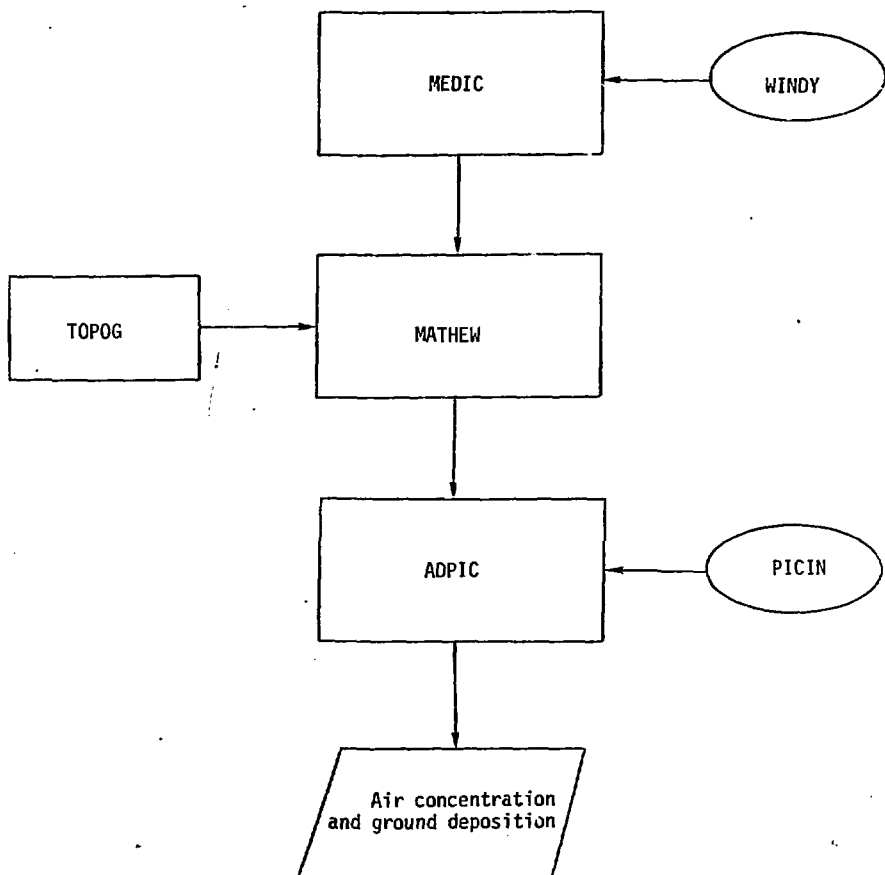 MEDIC
WINDY
TOPOG
MATHEW
ADPIC
PICIN
Air concentration
and ground deposition